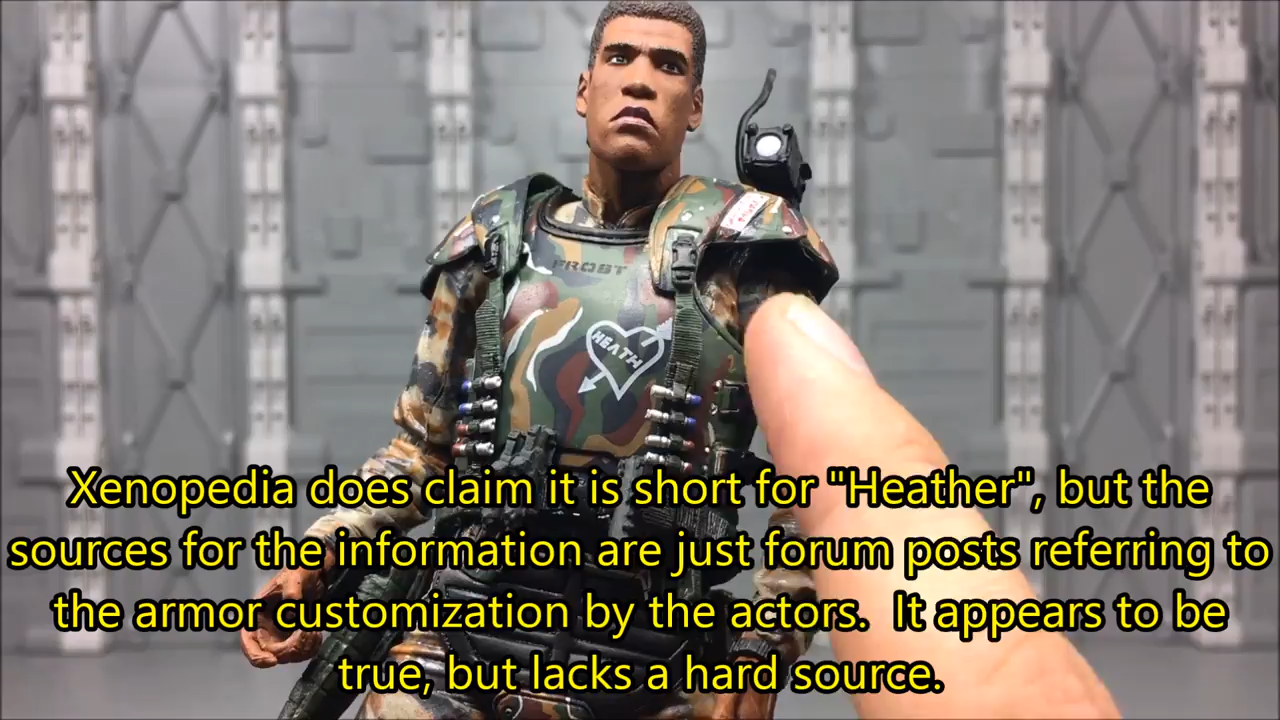 FROST
HEATH
Xenopedia does claim it is short for "Heather", but the
sources for the information are just forum posts referring to
the armor customization by the actors.  It appears to be
true, but lacks a hard source.